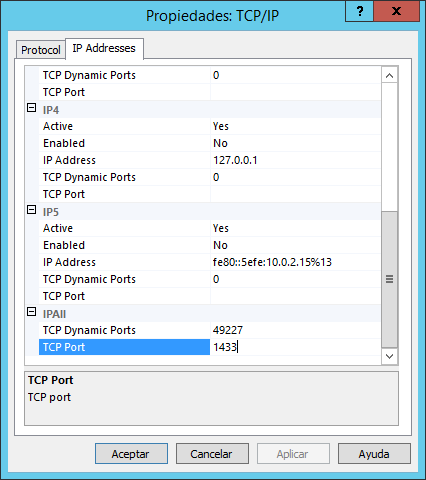 Propiedades: TCP/IP
? X
Protocol IP Addresses
TCP Dynamic Ports 0
TCP Port
IP4
Active Yes
Enabled No
IP Address 127.0.0.1
TCP Dynamic Ports 0
TCP Port
IP5
Active Yes
Enabled No
IP Address fe80::5efe:10.0.2.15%13
TCP Dynamic Ports 0
TCP Port
IPAll
TCP Dynamic Ports 49227
TCP Port 1433
TCP Port
TCP port
Aceptar Cancelar Aplicar Ayuda